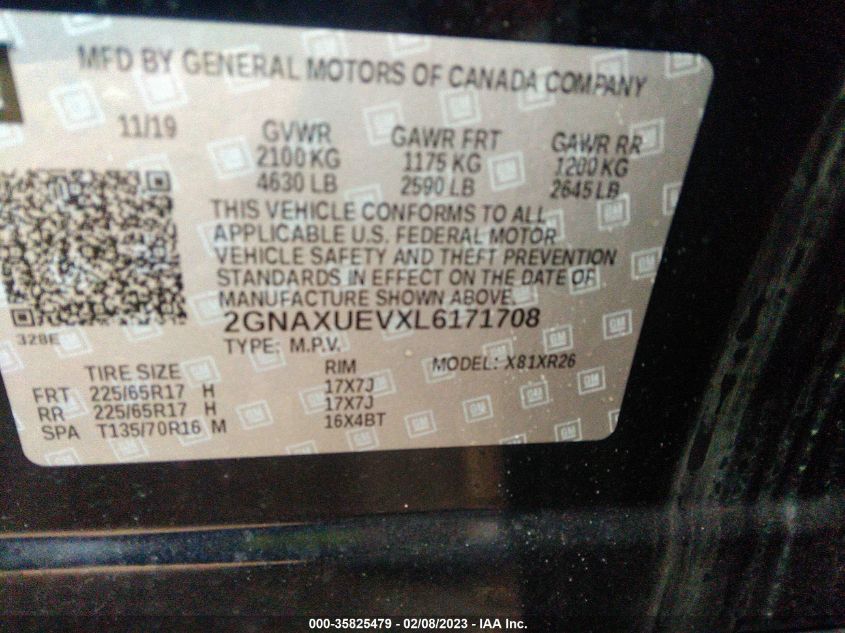 MFD BY GENERAL MOTORS OF CANADA COMPANY
11/19 GVWR GAWR FRT GAWR RR
2100 KG 1175 KG 1200 KG
4630 LB 2590 LB 2645 LB
THIS VEHICLE CONFORMS TO ALL
APPLICABLE U.S. FEDERAL MOTOR
VEHICLE SAFETY AND THEFT PREVENTION
STANDARDS IN EFFECT ON THE DATE OF
MANUFACTURE SHOWN ABOVE.
2GNAXUEVXL6171708
328E
TYPE: M.P.V.
MODEL: X81XR26
TIRE SIZE RIM
FRT 225/65R17 H 17X7J
RR 225/65R17 H 17X7J
SPA T135/70R16 M 16X4BT
000-35825479 - 02/08/2023 - IAA Inc.